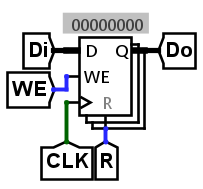 00000000
Di D Q Do
WE WE
R
CLK R